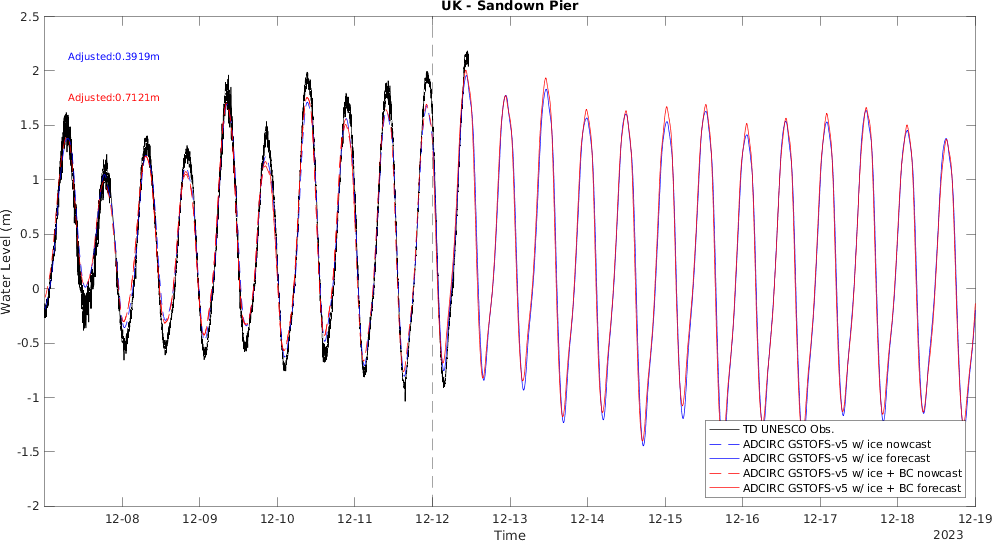 UK - Sandown Pier
Adjusted:0.3919m
Adjusted:0.7121m
2.5
2
1.5
1
0.5
0
-0.5
-1
-1.5
-2
Water Level (m)
TD UNESCO Obs.
ADCIRC GSTOFS-v5 w/ ice nowcast
ADCIRC GSTOFS-v5 w/ ice forecast
ADCIRC GSTOFS-v5 w/ ice + BC nowcast
ADCIRC GSTOFS-v5 w/ ice + BC forecast
12-08 12-09 12-10 12-11 12-12 12-13 12-14 12-15 12-16 12-17 12-18 12-19
Time
2023